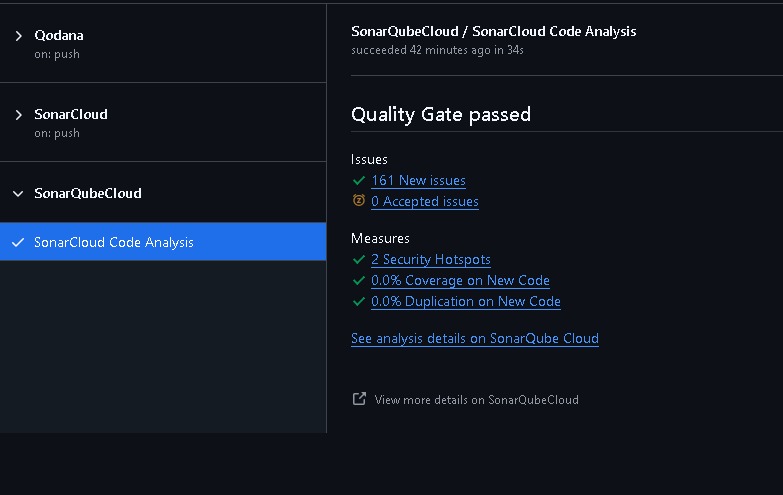 Qodana
on: push
SonarCloud
on: push
SonarQubeCloud
SonarCloud Code Analysis
SonarQubeCloud / SonarCloud Code Analysis
succeeded 42 minutes ago in 34s
Quality Gate passed
Issues
161 New issues
0 Accepted issues
Measures
2 Security Hotspots
0.0% Coverage on New Code
0.0% Duplication on New Code
See analysis details on SonarQube Cloud
View more details on SonarQubeCloud